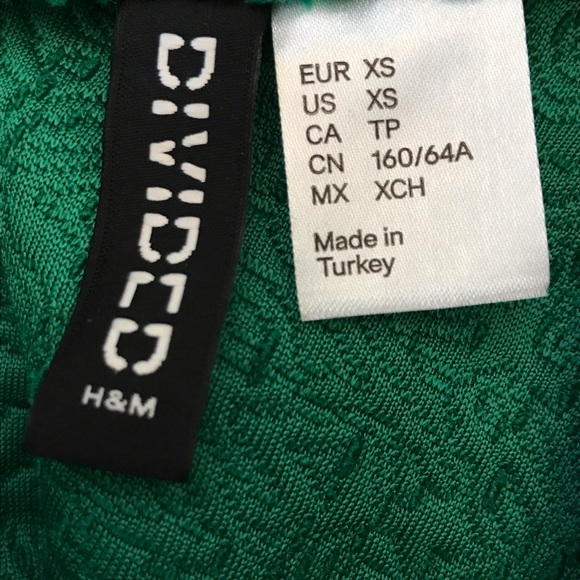 DIVIDED
H&M
EUR XS
US XS
CA TP
CN 160/64A
MX XCH
Made in
Turkey